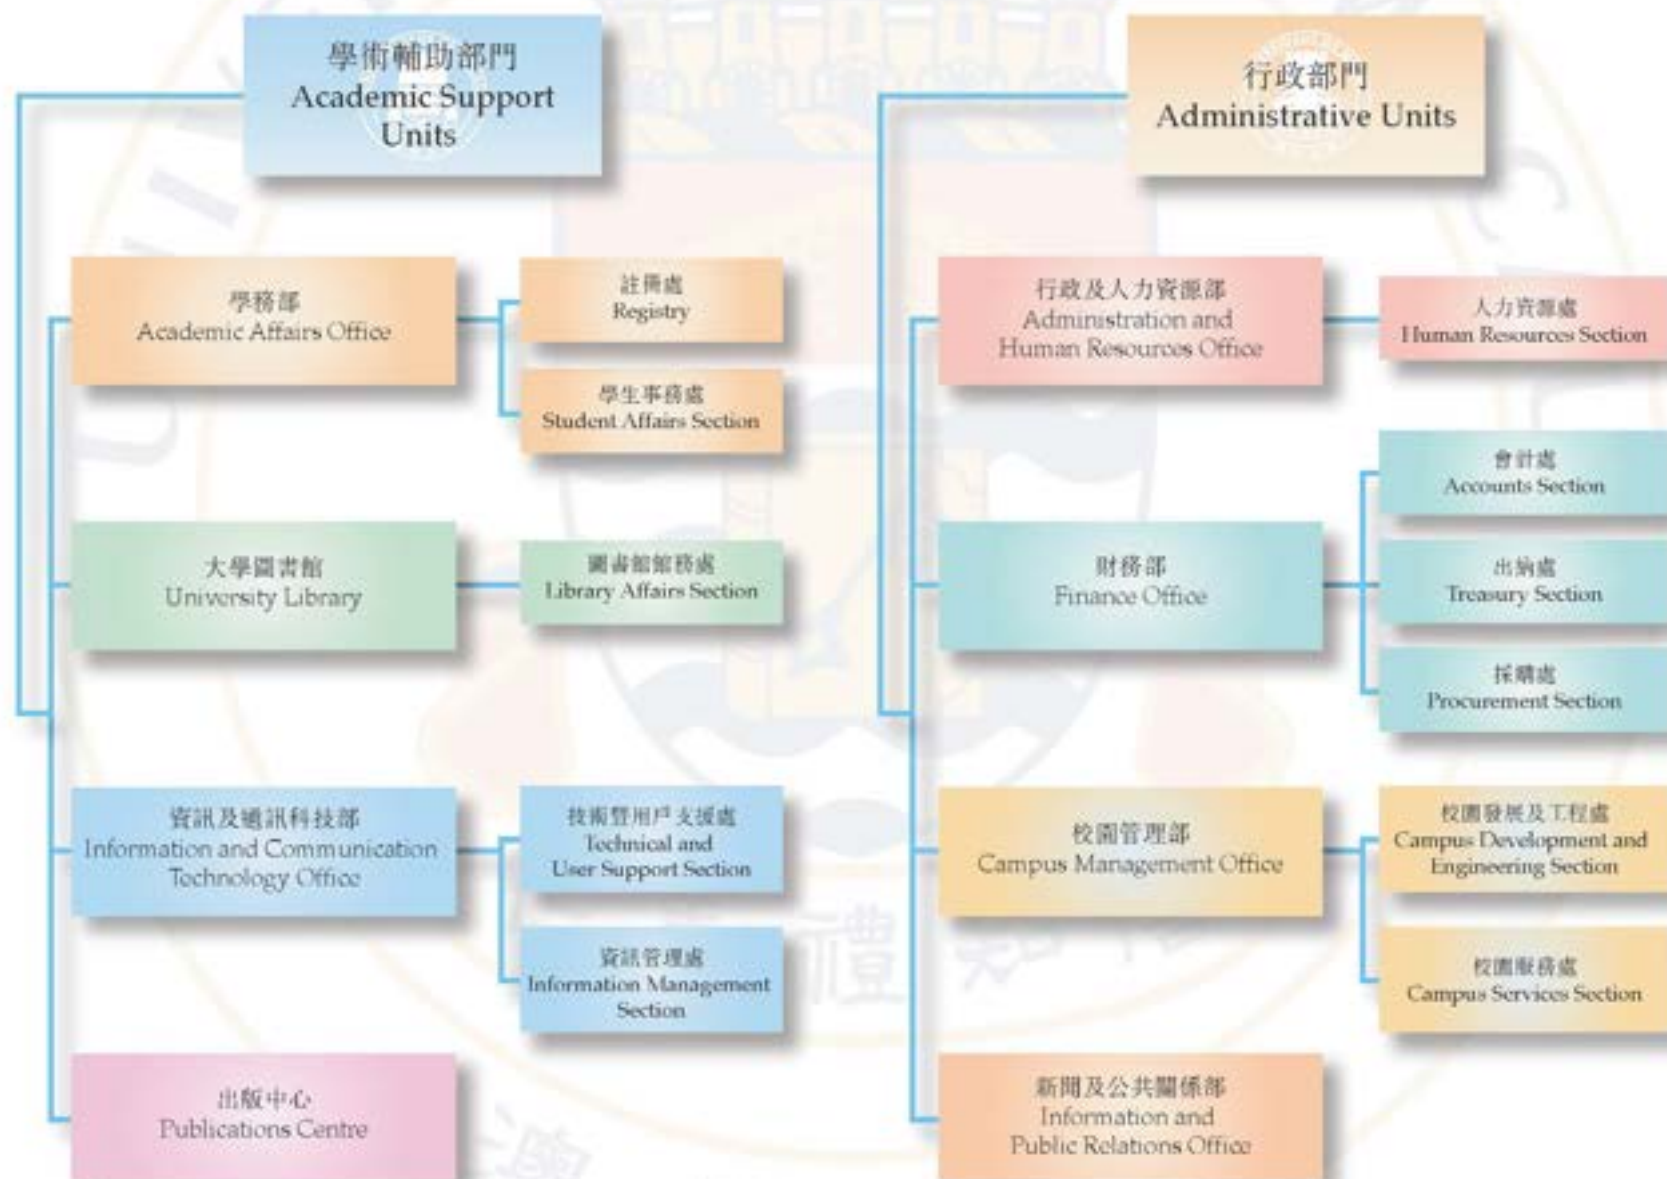 學術輔助部門
Academic Support
Units
學務部
Academic Affairs Office
註冊處
Registry
學生事務處
Student Affairs Section
大學圖書館
University Library
圖書館館務處
Library Affairs Section
資訊及通訊科技部
Information and Communication
Technology Office
技術暨用戶支援處
Technical and
User Support Section
資訊管理處
Information Management
Section
出版中心
Publications Centre
行政部門
Administrative Units
行政及人力資源部
Administration and
Human Resources Office
人力資源處
Human Resources Section
財務部
Finance Office
會計處
Accounts Section
出納處
Treasury Section
採購處
Procurement Section
校園管理部
Campus Management Office
校園發展及工程處
Campus Development and
Engineering Section
校園服務處
Campus Services Section
新聞及公共關係部
Information and
Public Relations Office